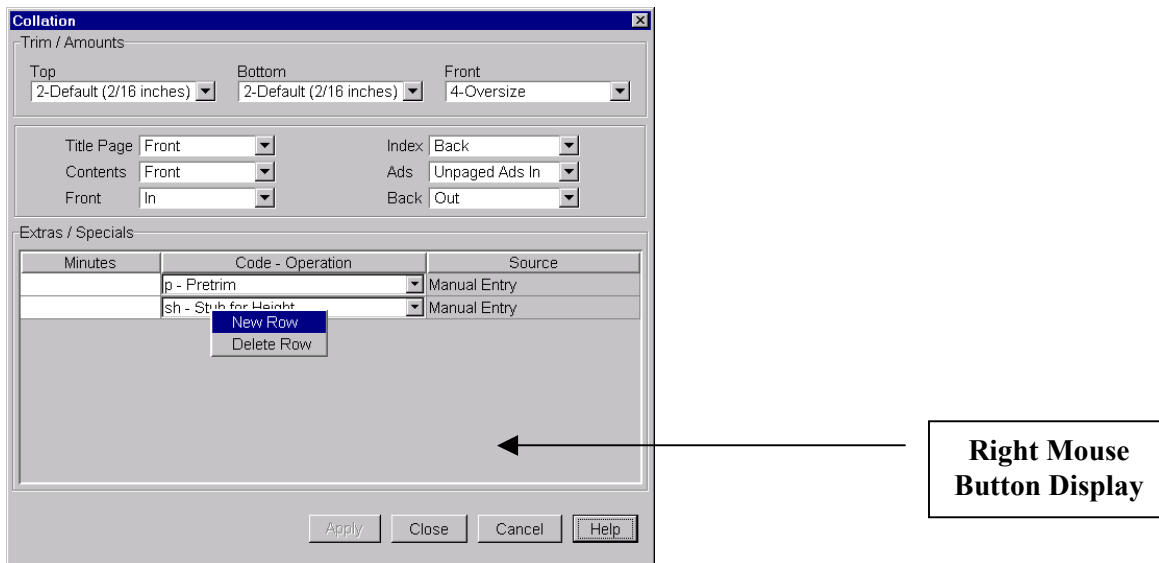 Collation
Trim / Amounts
Top Bottom Front
2-Default (2/16 inches) 2-Default (2/16 inches) 4-Oversize
Title Page Front Index Back
Contents Front Ads Unpaged Ads In
Front In Back Out
Extras / Specials
Minutes Code - Operation Source
p - Pretrim Manual Entry
sh - Stub for Height Manual Entry
New Row
Delete Row
Right Mouse
Button Display
Apply Close Cancel Help